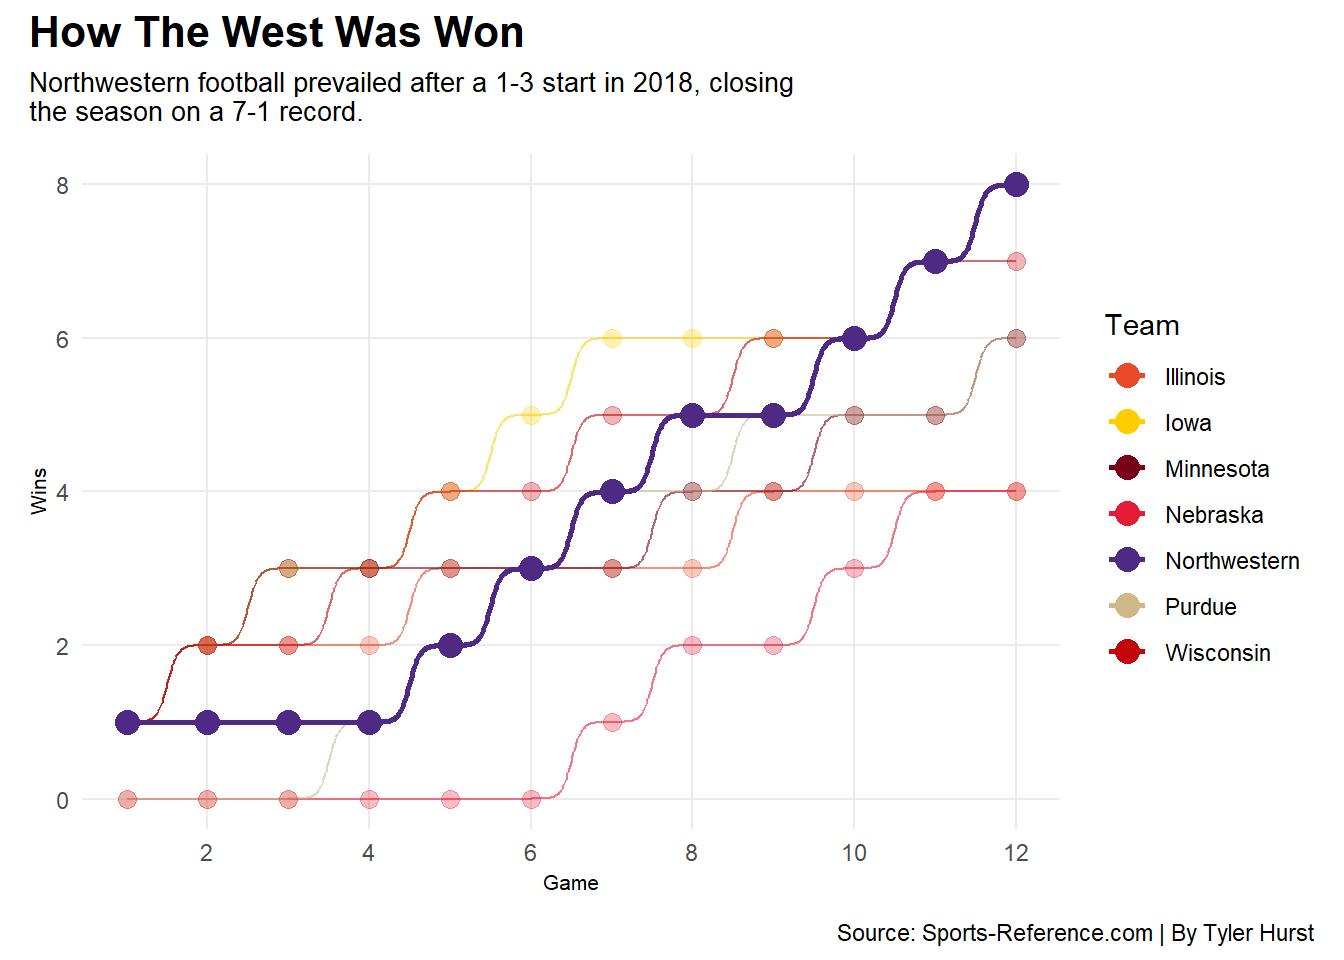 How The West Was Won
Northwestern football prevailed after a 1-3 start in 2018, closing
the season on a 7-1 record.
8
6
4
2
0
Wins
2
4
6
8
10
12
Game
Team
Illinois
Iowa
Minnesota
Nebraska
Northwestern
Purdue
Wisconsin
Source: Sports-Reference.com | By Tyler Hurst